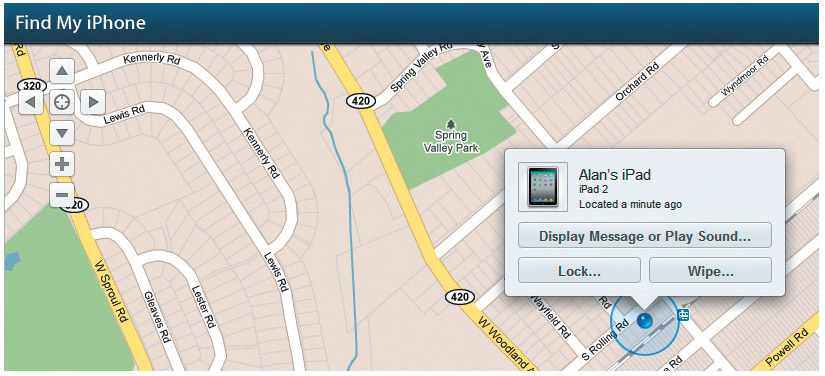 Find My iPhone
Rd
Kennerly Rd
320
Lewis Rd
Kennerly Rd
420
Spring Valley Rd
y Ave
Orchard Rd
Wyndmoor Rd
Spring
Valley Park
Alan's iPad
iPad 2
Located a minute ago
Display Message or Play Sound...
Lock...
Wipe...
320
W Sproul Rd
Gleaves Rd
Lester Rd
Lewis Rd
420
W Woodland A
Wayfield Rd
Rd
S Rolling Rd
e Rd
Powell Rd